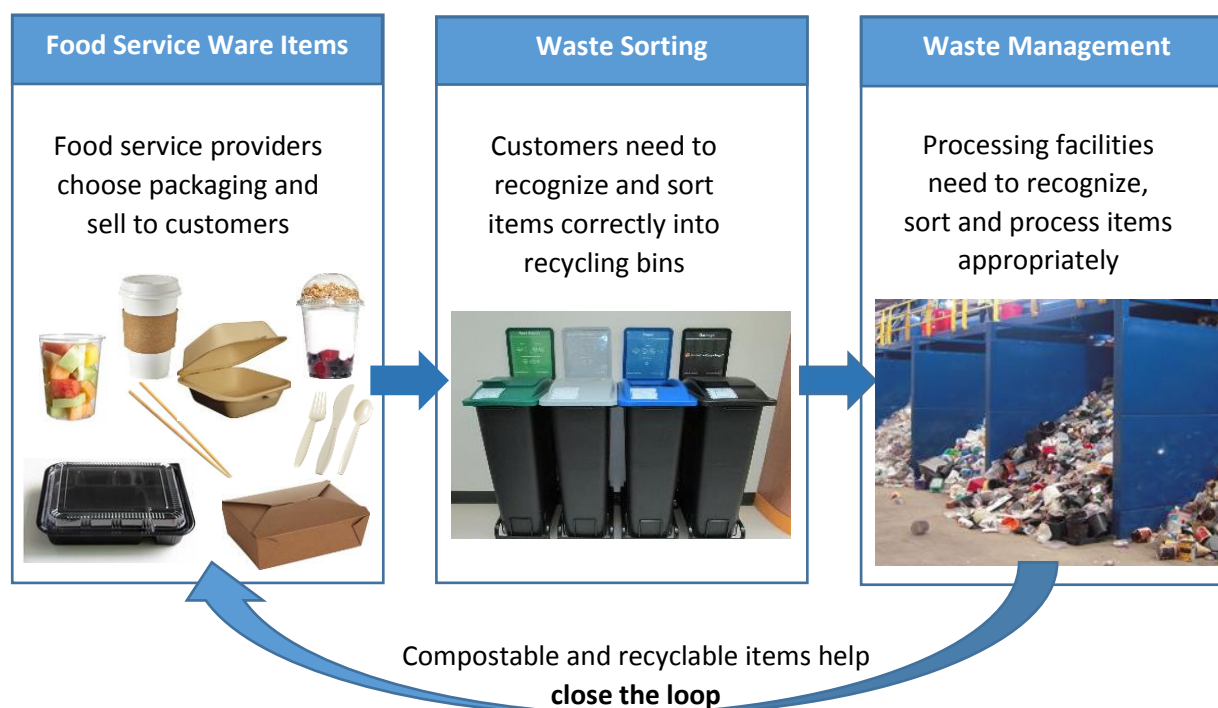 Food Service Ware Items
Food service providers
choose packaging and
sell to customers
Waste Sorting
Customers need to
recognize and sort
items correctly into
recycling bins
Waste Management
Processing facilities
need to recognize,
sort and process items
appropriately
Compostable and recyclable items help
close the loop